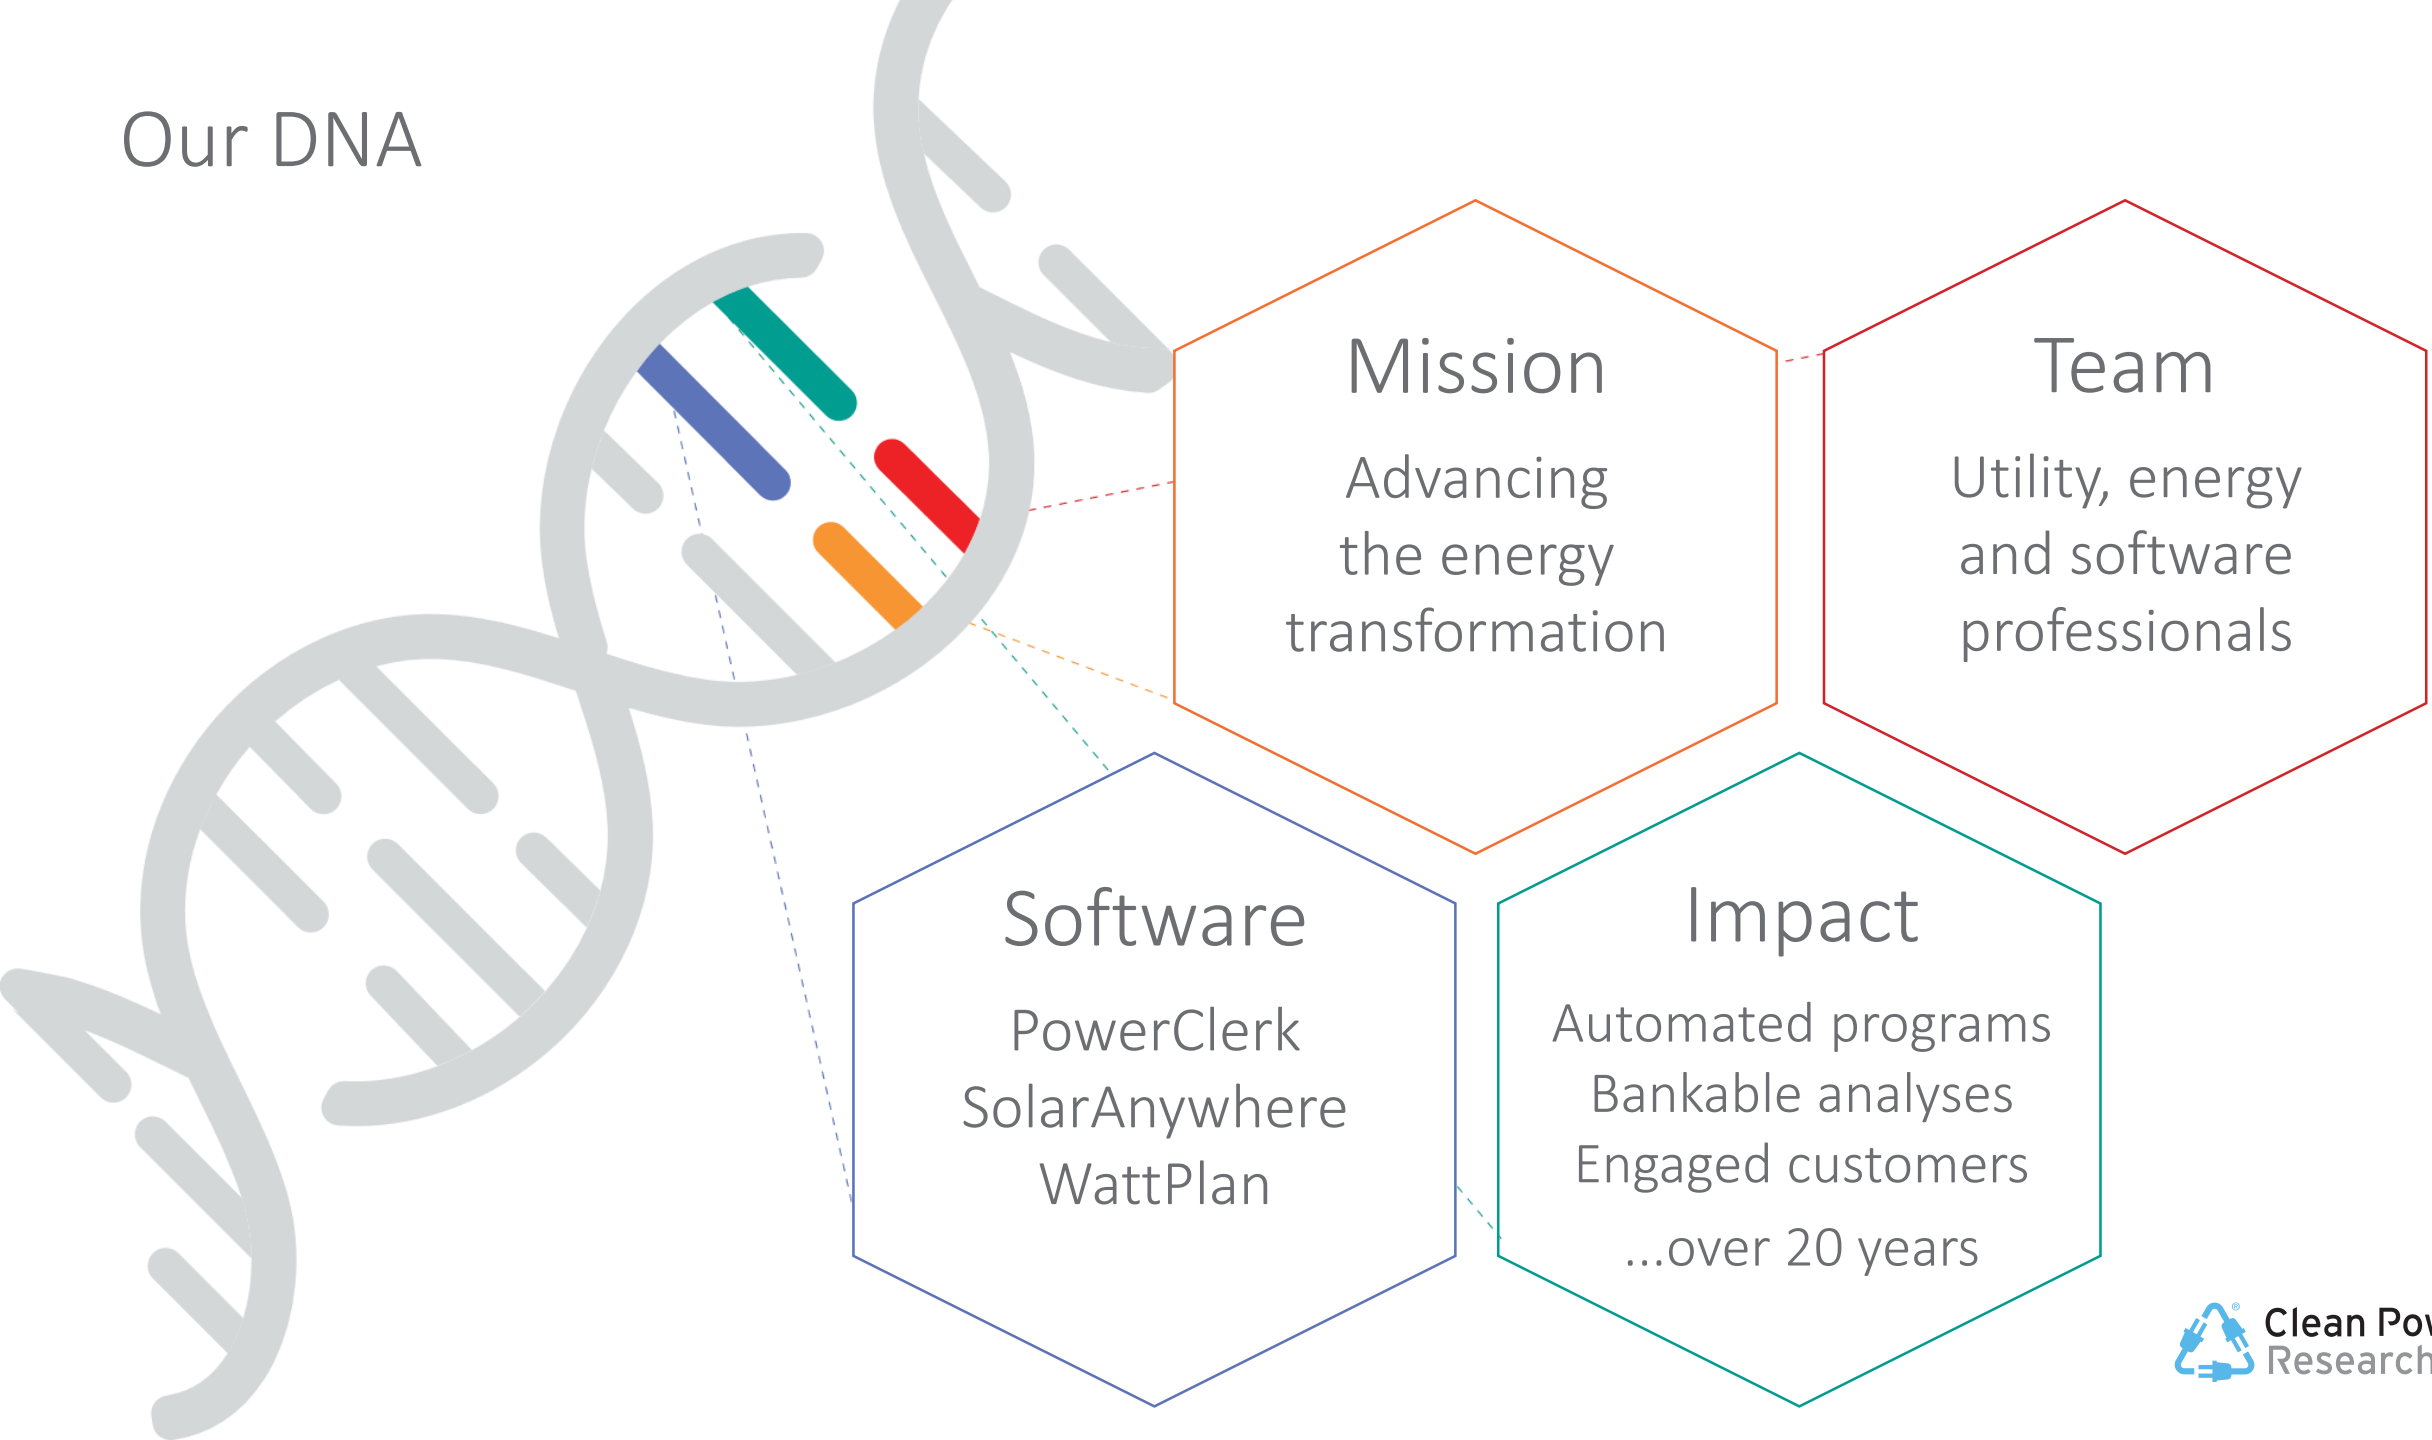 Our DNA
Mission
Advancing
the energy
transformation
Team
Utility, energy
and software
professionals
Software
PowerClerk
SolarAnywhere
WattPlan
Impact
Automated programs
Bankable analyses
Engaged customers
...over 20 years
®
Clean
Research